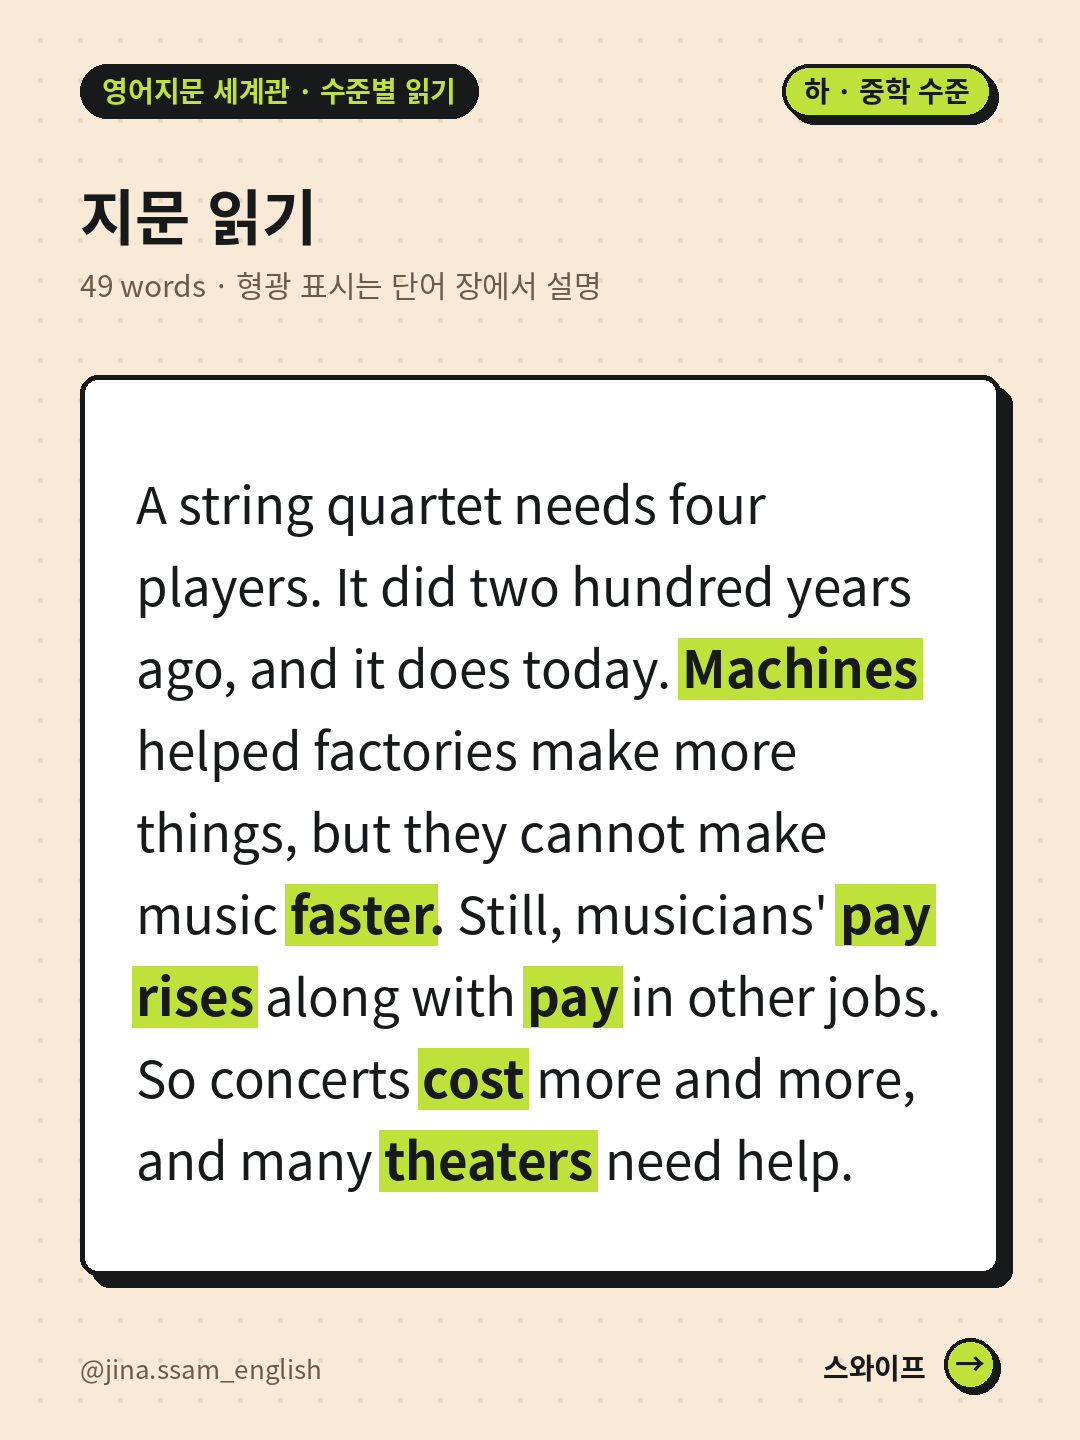 영어지문 세계관 · 수준별 읽기
하 · 중학 수준
지문 읽기
49 words · 형광 표시는 단어 장에서 설명
A string quartet needs four
players. It did two hundred years
ago, and it does today. Machines
helped factories make more
things, but they cannot make
music faster. Still, musicians' pay
rises along with pay in other jobs.
So concerts cost more and more,
and many theaters need help.
@jina.ssam_english
스와이프 →